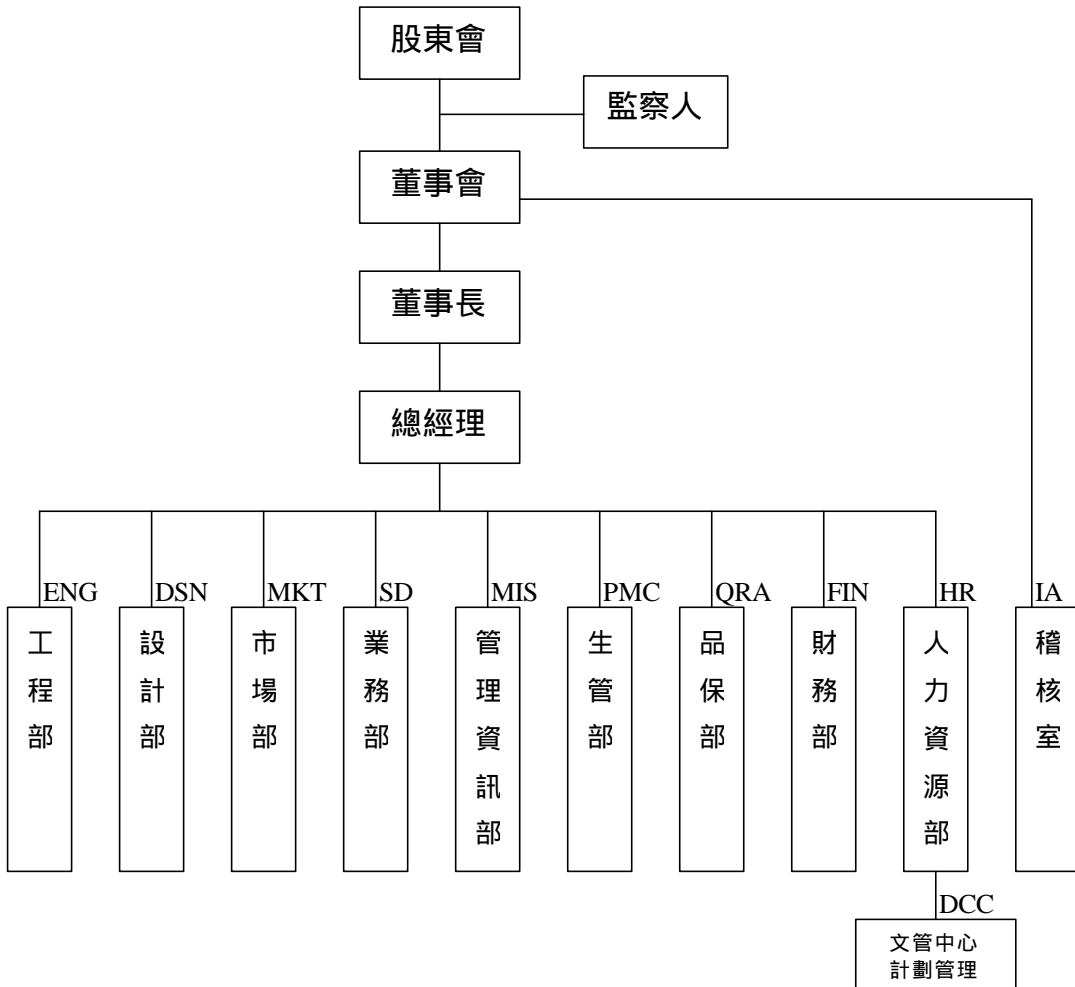 股東會
監察人
董事會
董事長
總經理
ENG
DSN
MKT
SD
MIS
PMC
QRA
FIN
HR
IA
工程部
設計部
市場部
業務部
管理資訊部
生管部
品保部
財務部
人力資源部
稽核室
DCC
文管中心
計劃管理